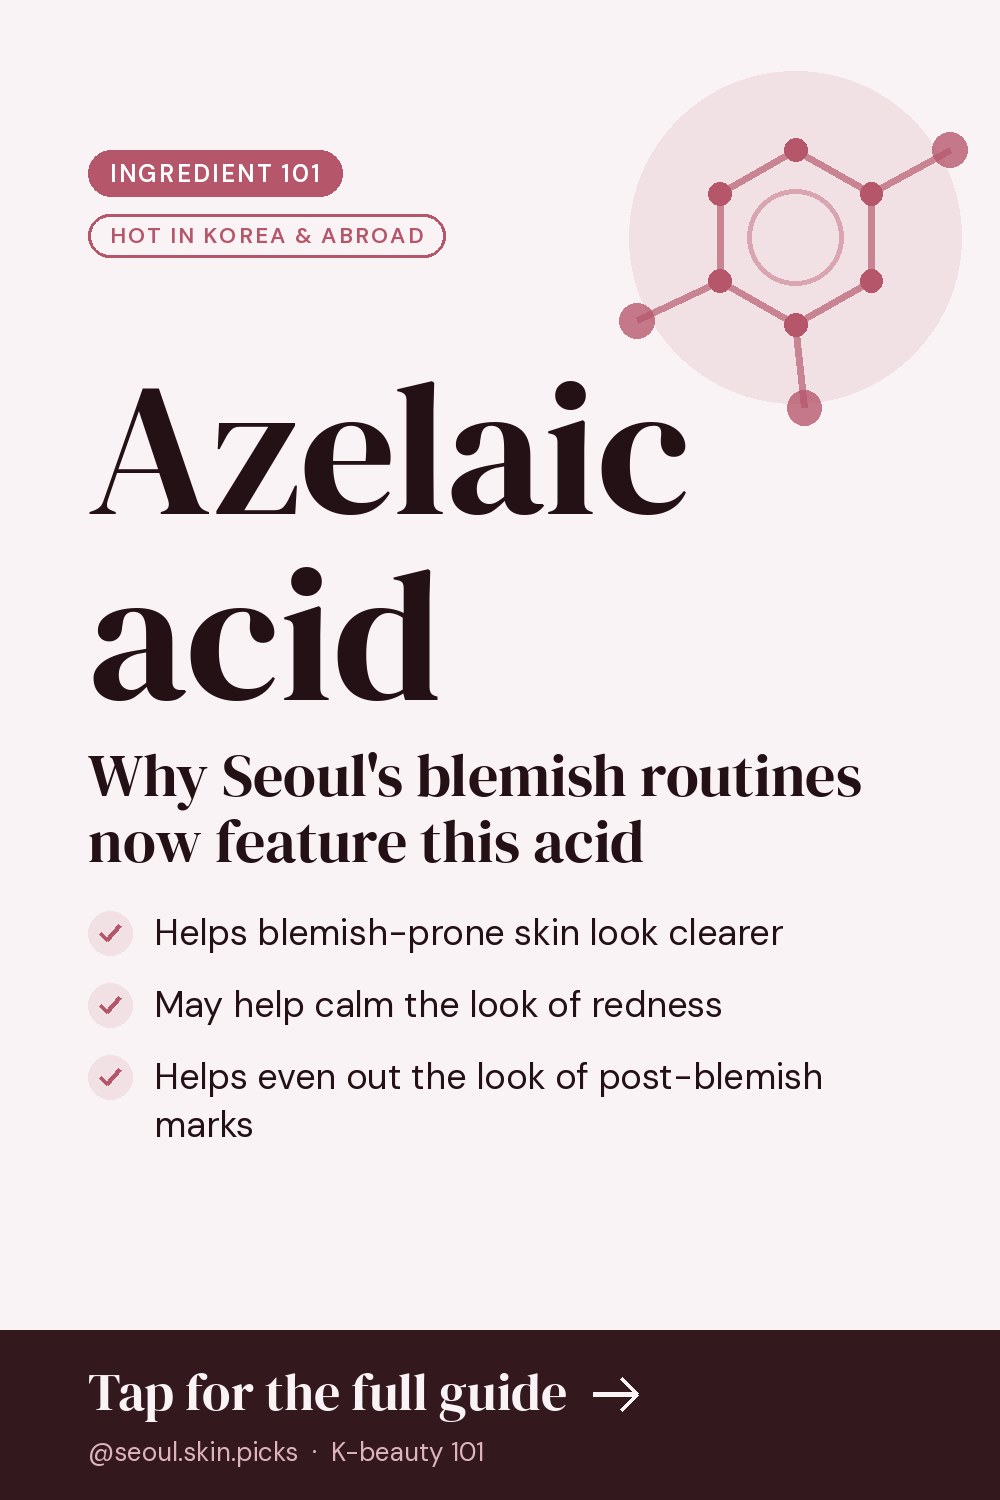 INGREDIENT 101
HOT IN KOREA & ABROAD
Azelaic
acid
Why Seoul's blemish routines
now feature this acid
Helps blemish-prone skin look clearer
May help calm the look of redness
Helps even out the look of post-blemish
marks
Tap for the full guide →
@seoul.skin.picks · K-beauty 101